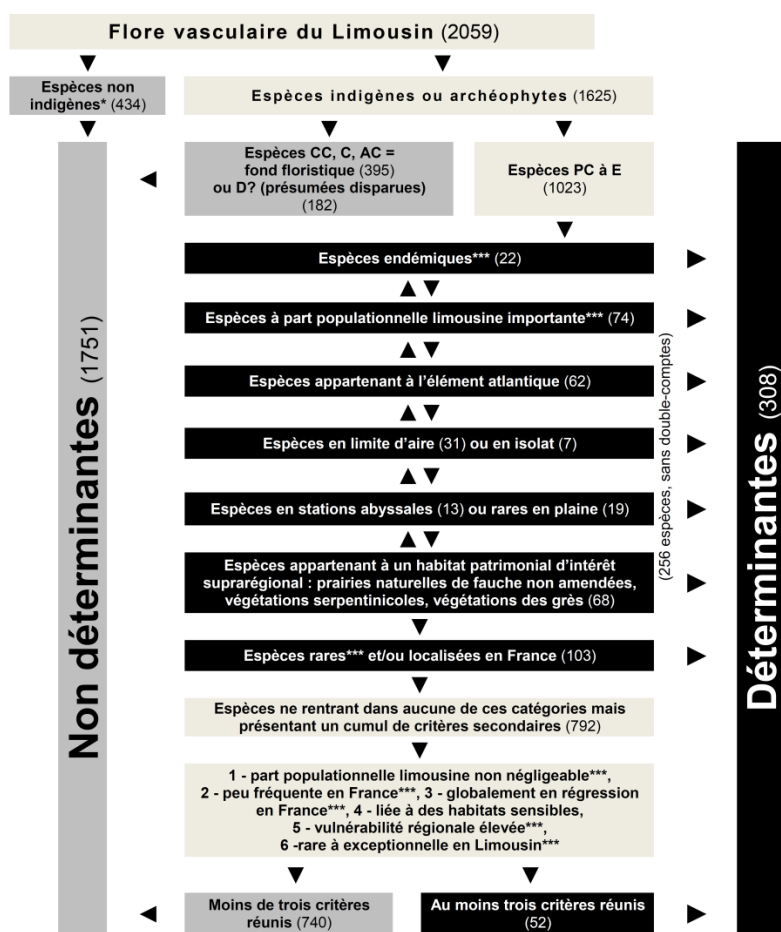 Flore vasculaire du Limousin (2059)
Espèces non
indigènes* (434)
Espèces indigènes ou archéophytes (1625)
Espèces CC, C, AC =
fond floristique (395)
ou D? (présumées disparues)
(182)
Espèces PC à E
(1023)
Espèces endémiques*** (22)
Espèces à part populationnelle limousine importante*** (74)
Espèces appartenant à l'élément atlantique (62)
Espèces en limite d'aire (31) ou en isolat (7)
Espèces en stations abyssales (13) ou rares en plaine (19)
Espèces appartenant à un habitat patrimonial d'intérêt
suprarégional : prairies naturelles de fauche non amendées,
végétations serpentinicoles, végétations des grès (68)
Espèces rares*** et/ou localisées en France (103)
(256 espèces, sans double-comptes)
Espèces ne rentrant dans aucune de ces catégories mais
présentant un cumul de critères secondaires (792)
1 - part populationnelle limousine non négligeable***,
2 - peu fréquente en France***, 3 - globalement en régression
en France***, 4 - liée à des habitats sensibles,
5 - vulnérabilité régionale élevée***,
6 -rare à exceptionnelle en Limousin***
Moins de trois critères
réunis (740)
Au moins trois critères réunis
(52)
Non déterminantes (1751)
Déterminantes (308)